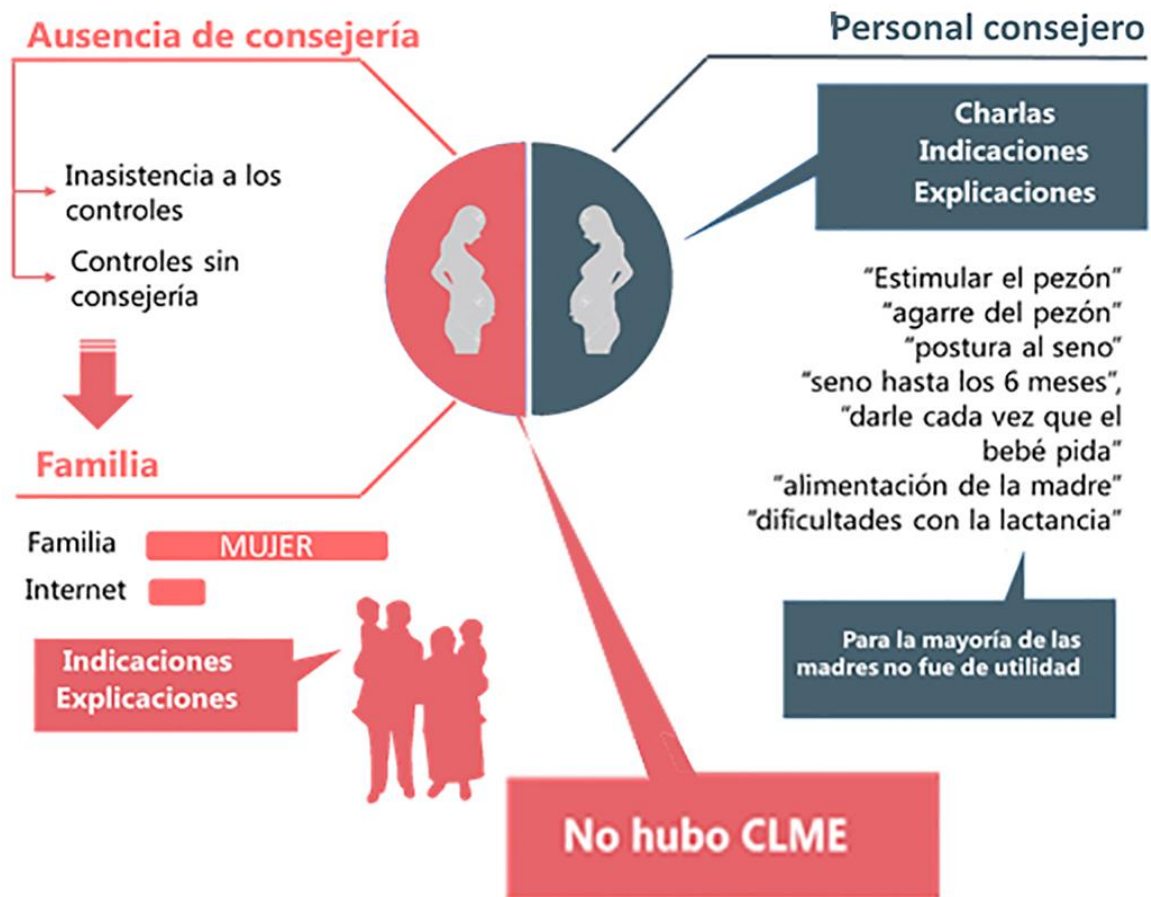 Ausencia de consejería
Inasistencia a los
controles
Controles sin
consejería
Familia
Familia MUJER
Internet
Indicaciones
Explicaciones
Personal consejero
Charlas
Indicaciones
Explicaciones
“Estimular el pezón”
“agarre del pezón”
“postura al seno”
“seno hasta los 6 meses”,
“darle cada vez que el
bebé pida”
“alimentación de la madre”
“dificultades con la lactancia”
Para la mayoría de las
madres no fue de utilidad
No hubo CLME